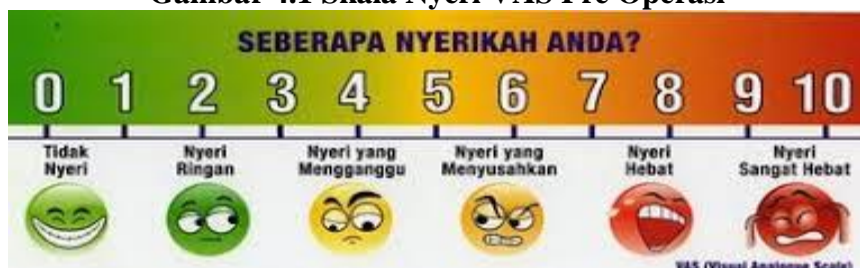 Gambar 4.1 Skala Nyeri VAS Pre Operasi
SEBERAPA NYERIKAH ANDA?
0 1 2 3 4 5 6 7 8 9 10
Tidak Nyeri Nyeri yang Nyeri yang Nyeri Nyeri
Nyeri Ringan Mengganggu Menyusahkan Hebat Sangat Hebat
VAS (Visual Analogue Scale)